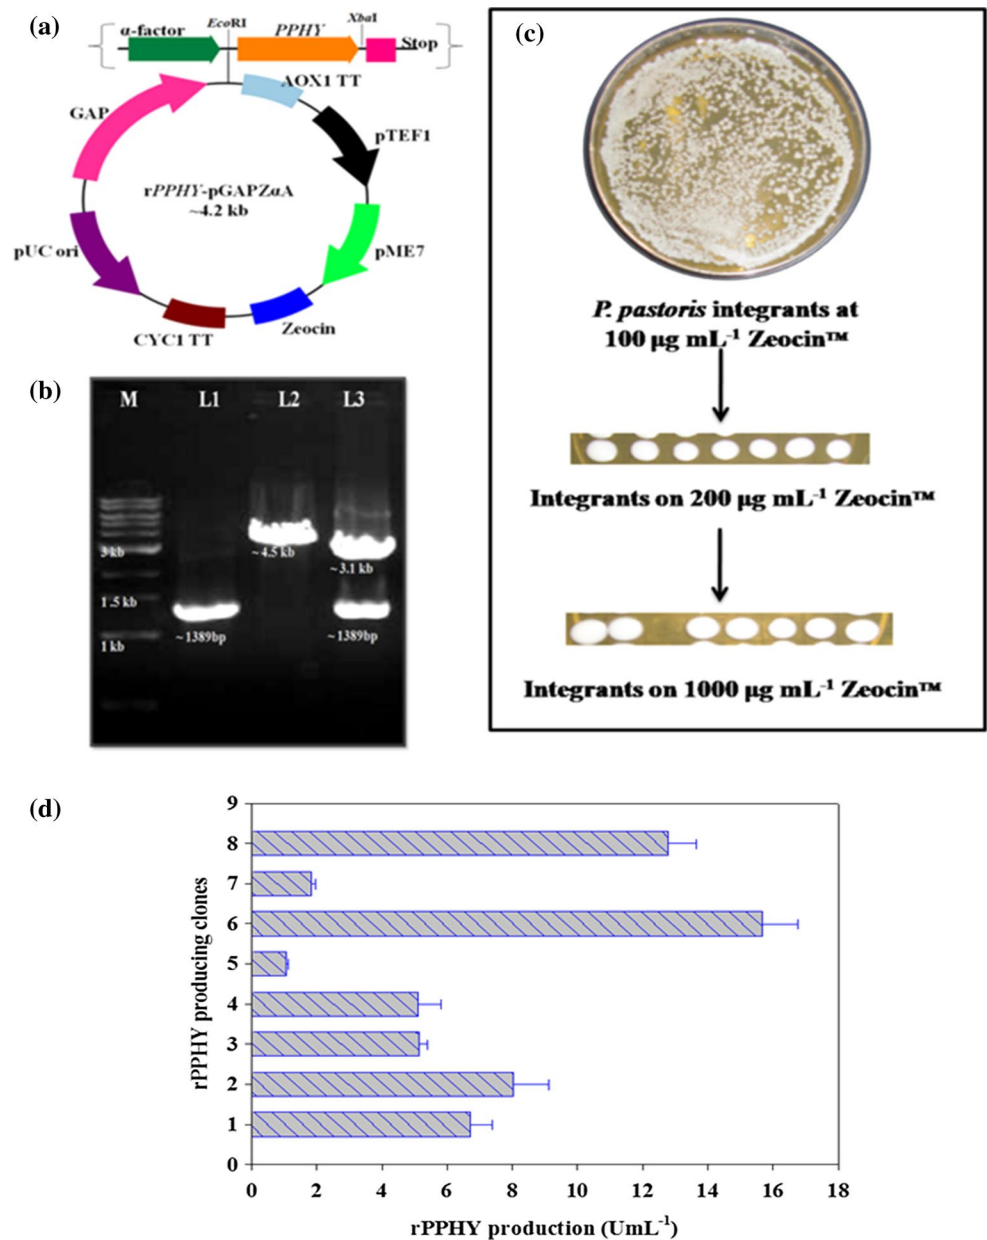 (a)
α-factor
EcoRI
PPHY
XbaI
Stop
AOX1 TT
GAP
pTEF1
rPPHY-pGAPZαA
~4.2 kb
pUC ori
pME7
CYC1 TT
Zeocin
(b)
M L1 L2 L3
3 kb
~ 4.5 kb
~ 3.1 kb
1.5 kb
~1389bp
~1389bp
1 kb
(c)
P. pastoris integrants at
100 µg mL⁻¹ Zeocin™
Integrants on 200 µg mL⁻¹ Zeocin™
Integrants on 1000 µg mL⁻¹ Zeocin™
(d)
rPPHY producing clones
9
8
7
6
5
4
3
2
1
0
0 2 4 6 8 10 12 14 16 18
rPPHY production (UmL⁻¹)